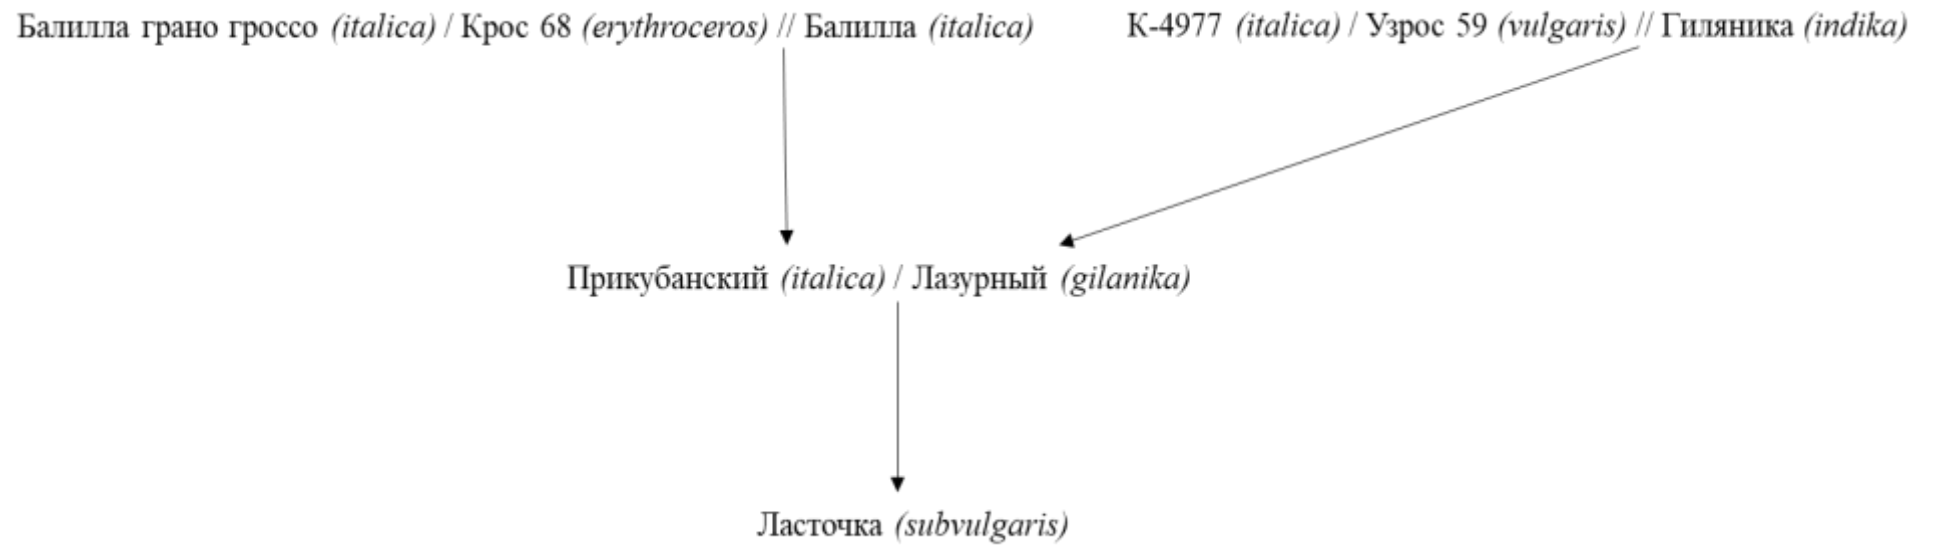 Балилла грано гроссо (italica) / Крос 68 (erythroceros) // Балилла (italica)
К-4977 (italica) / Узрос 59 (vulgaris) // Гиляника (indika)
Прикубанский (italica) / Лазурный (gilanika)
Ласточка (subvulgaris)